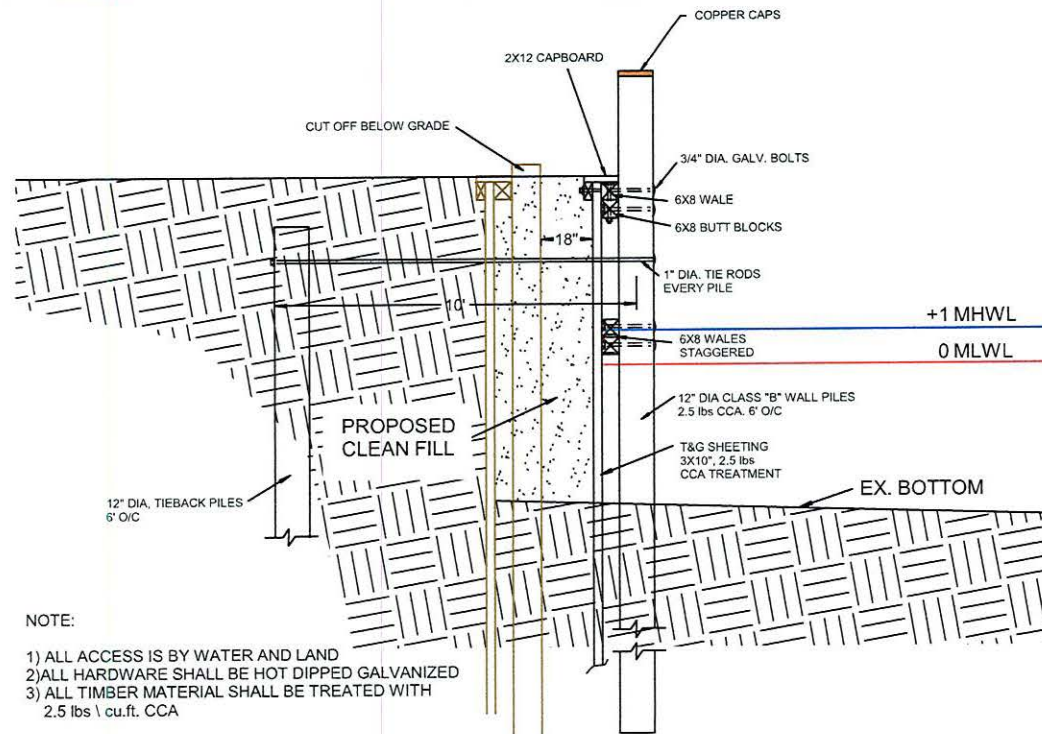 COPPER CAPS
2X12 CAPBOARD
CUT OFF BELOW GRADE
3/4" DIA. GALV. BOLTS
6X8 WALE
6X8 BUTT BLOCKS
18"
1" DIA. TIE RODS
EVERY PILE
10'
+1 MHWL
6X8 WALES
STAGGERED
0 MLWL
12" DIA CLASS "B" WALL PILES
2.5 lbs CCA. 6' O/C
PROPOSED
CLEAN FILL
T&G SHEETING
3X10", 2.5 lbs
CCA TREATMENT
EX. BOTTOM
12" DIA, TIEBACK PILES
6' O/C
NOTE:
1) ALL ACCESS IS BY WATER AND LAND
2)ALL HARDWARE SHALL BE HOT DIPPED GALVANIZED
3) ALL TIMBER MATERIAL SHALL BE TREATED WITH
2.5 lbs \ cu.ft. CCA